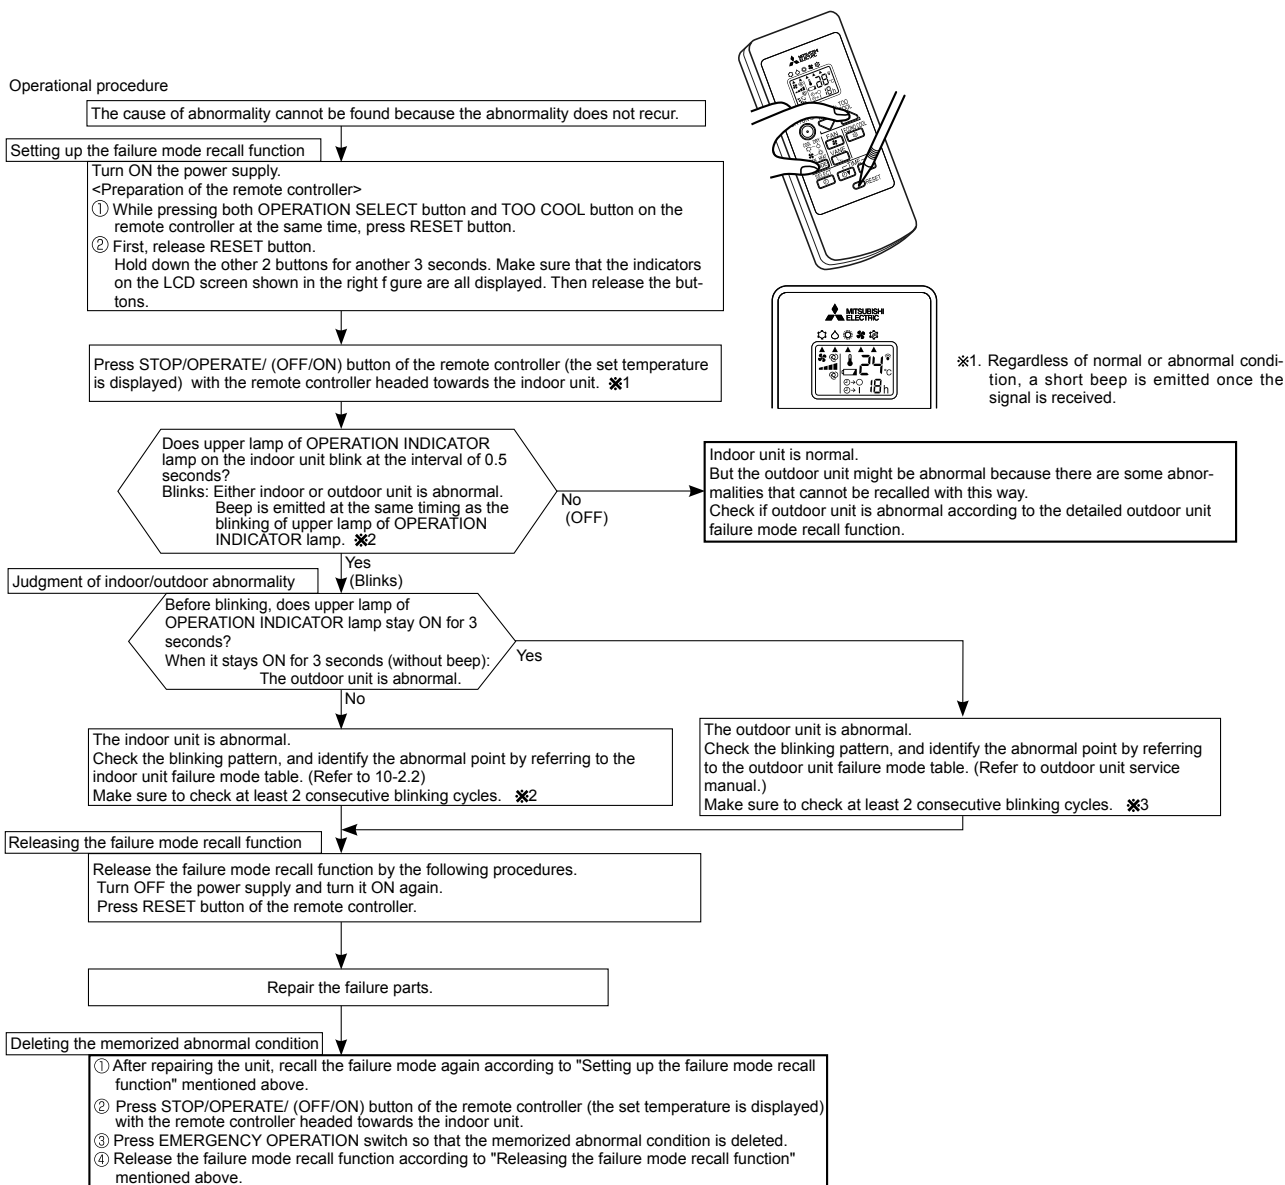 Operational procedure
The cause of abnormality cannot be found because the abnormality does not recur.
Setting up the failure mode recall function
Turn ON the power supply.
<Preparation of the remote controller>
① While pressing both OPERATION SELECT button and TOO COOL button on the
remote controller at the same time, press RESET button.
② First, release RESET button.
Hold down the other 2 buttons for another 3 seconds. Make sure that the indicators
on the LCD screen shown in the right f gure are all displayed. Then release the but-
tons.
MITSUBISHI
ELECTRIC
TOO
COOL
FAN
ECONO COOL
VANE
SELECT
RESET
MITSUBISHI
ELECTRIC
24°C
18h
Press STOP/OPERATE/ (OFF/ON) button of the remote controller (the set temperature
is displayed) with the remote controller headed towards the indoor unit. ※1
※1. Regardless of normal or abnormal condi-
tion, a short beep is emitted once the
signal is received.
Does upper lamp of OPERATION INDICATOR
lamp on the indoor unit blink at the interval of 0.5
seconds?
Blinks: Either indoor or outdoor unit is abnormal.
Beep is emitted at the same timing as the
blinking of upper lamp of OPERATION
INDICATOR lamp. ※2
No
(OFF)
Indoor unit is normal.
But the outdoor unit might be abnormal because there are some abnor-
malities that cannot be recalled with this way.
Check if outdoor unit is abnormal according to the detailed outdoor unit
failure mode recall function.
Yes
(Blinks)
Judgment of indoor/outdoor abnormality
Before blinking, does upper lamp of
OPERATION INDICATOR lamp stay ON for 3
seconds?
When it stays ON for 3 seconds (without beep):
The outdoor unit is abnormal.
Yes
No
The indoor unit is abnormal.
Check the blinking pattern, and identify the abnormal point by referring to the
indoor unit failure mode table. (Refer to 10-2.2)
Make sure to check at least 2 consecutive blinking cycles. ※2
The outdoor unit is abnormal.
Check the blinking pattern, and identify the abnormal point by referring
to the outdoor unit failure mode table. (Refer to outdoor unit service
manual.)
Make sure to check at least 2 consecutive blinking cycles. ※3
Releasing the failure mode recall function
Release the failure mode recall function by the following procedures.
Turn OFF the power supply and turn it ON again.
Press RESET button of the remote controller.
Repair the failure parts.
Deleting the memorized abnormal condition
① After repairing the unit, recall the failure mode again according to "Setting up the failure mode recall
function" mentioned above.
② Press STOP/OPERATE/ (OFF/ON) button of the remote controller (the set temperature is displayed)
with the remote controller headed towards the indoor unit.
③ Press EMERGENCY OPERATION switch so that the memorized abnormal condition is deleted.
④ Release the failure mode recall function according to "Releasing the failure mode recall function"
mentioned above.